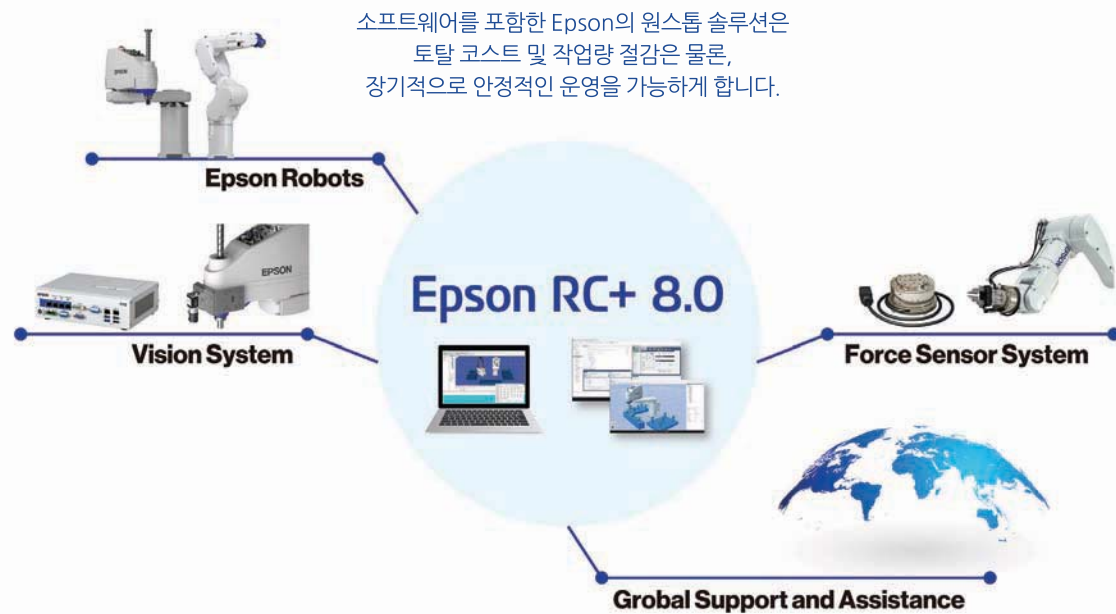 소프트웨어를 포함한 Epson의 원스톱 솔루션은
토탈 코스트 및 작업량 절감은 물론,
장기적으로 안정적인 운영을 가능하게 합니다.
EPSON
Epson Robots
EPSON
Vision System
Epson RC+ 8.0
Force Sensor System
Grobal Support and Assistance